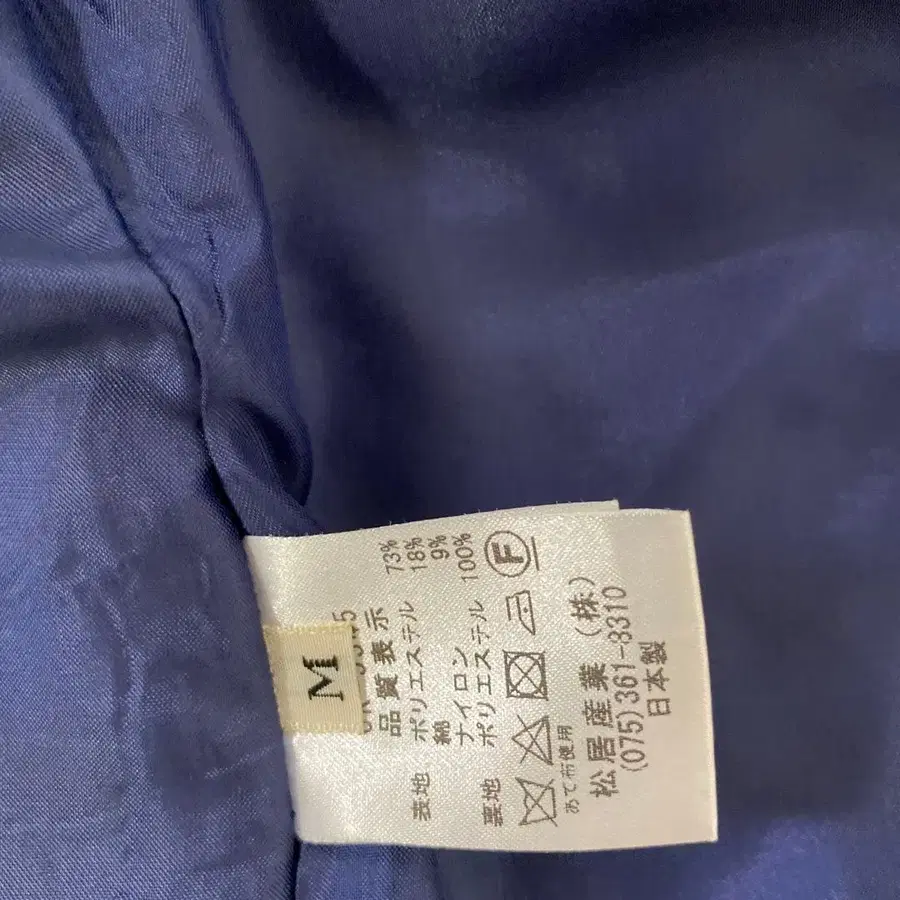 M
品質表示
表地 ポリエステル 73%
綿 18%
ナイロン 9%
裏地 ポリエステル 100%
F
あて布使用
松居産業(株)
(075)361-8310
日本製